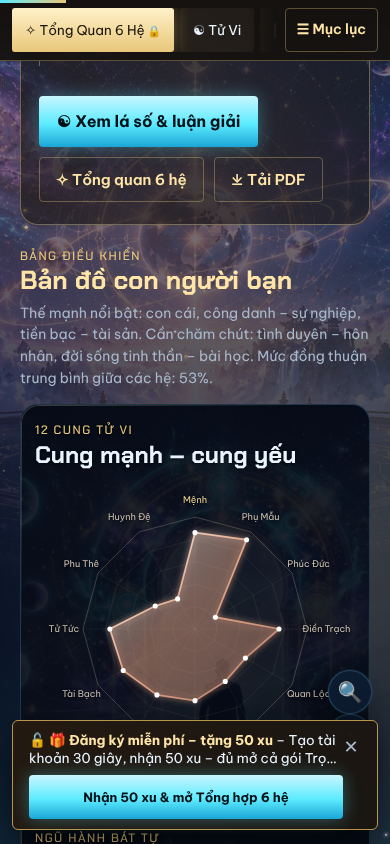 ✧ Tổng Quan 6 Hệ 🔒
☯ Tử Vi
☰ Mục lục
☯ Xem lá số & luận giải
✧ Tổng quan 6 hệ
Tải PDF
BẢNG ĐIỀU KHIỂN
Bản đồ con người bạn
Thế mạnh nổi bật: con cái, công danh – sự nghiệp,
tiền bạc – tài sản. Cần chăm chút: tình duyên – hôn
nhân, đời sống tinh thần – bài học. Mức đồng thuận
trung bình giữa các hệ: 53%.
12 CUNG TỬ VI
Cung mạnh — cung yếu
Mệnh
Huynh Đệ
Phụ Mẫu
Phu Thê
Phúc Đức
Tử Tức
Điền Trạch
Tài Bạch
Quan Lộc
🔓 🎁 Đăng ký miễn phí – tặng 50 xu – Tạo tài
khoản 30 giây, nhận 50 xu – đủ mở cả gói Trọ…
Nhận 50 xu & mở Tổng hợp 6 hệ
NGŨ HÀNH BÁT TỰ